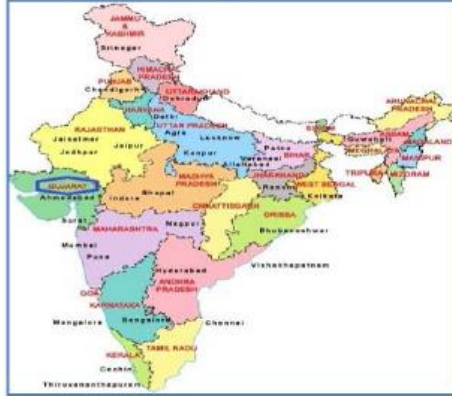 JAMMU
&
KASHMIR
Srinagar
HIMACHAL
PRADESH
PUNJAB
Chandigarh
UTTARAKHAND
Dehradun
HARYANA
Delhi
ARUNACHAL
PRADESH
RAJASTHAN
UTTAR PRADESH
Agra
Lucknow
Jaisalmer
Jaipur
Jodhpur
Kanpur
Patna
Varanasi
BIHAR
Allahabad
ASSAM
Guwahati
NAGALAND
MEGHALAYA
MANIPUR
TRIPURA
MIZORAM
GUJARAT
Ahmedabad
MADHYA
PRADESH
Bhopal
Indore
JHARKHAND
Ranchi
WEST BENGAL
Kolkata
CHHATTISGARH
Surat
ORISSA
Bhubaneshwar
MAHARASHTRA
Nagpur
Mumbai
Pune
Hyderabad
Vishakhapatnam
ANDHRA
PRADESH
GOA
KARNATAKA
Bangalore
Mangalore
Chennai
TAMIL NADU
KERALA
Cochin
Thiruvananthapuram